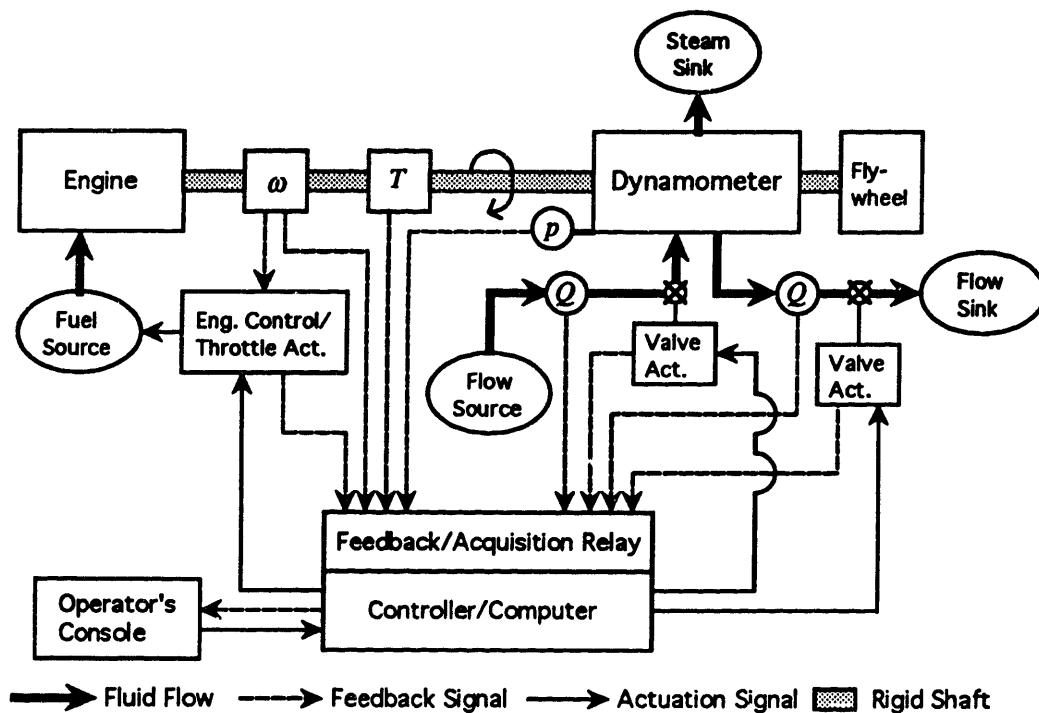 Steam
Sink
Engine
ω
T
Dynamometer
Fly-
wheel
p
Q
Q
Flow
Sink
Fuel
Source
Eng. Control/
Throttle Act.
Flow
Source
Valve
Act.
Valve
Act.
Feedback/Acquisition Relay
Controller/Computer
Operator's
Console
Fluid Flow
Feedback Signal
Actuation Signal
Rigid Shaft